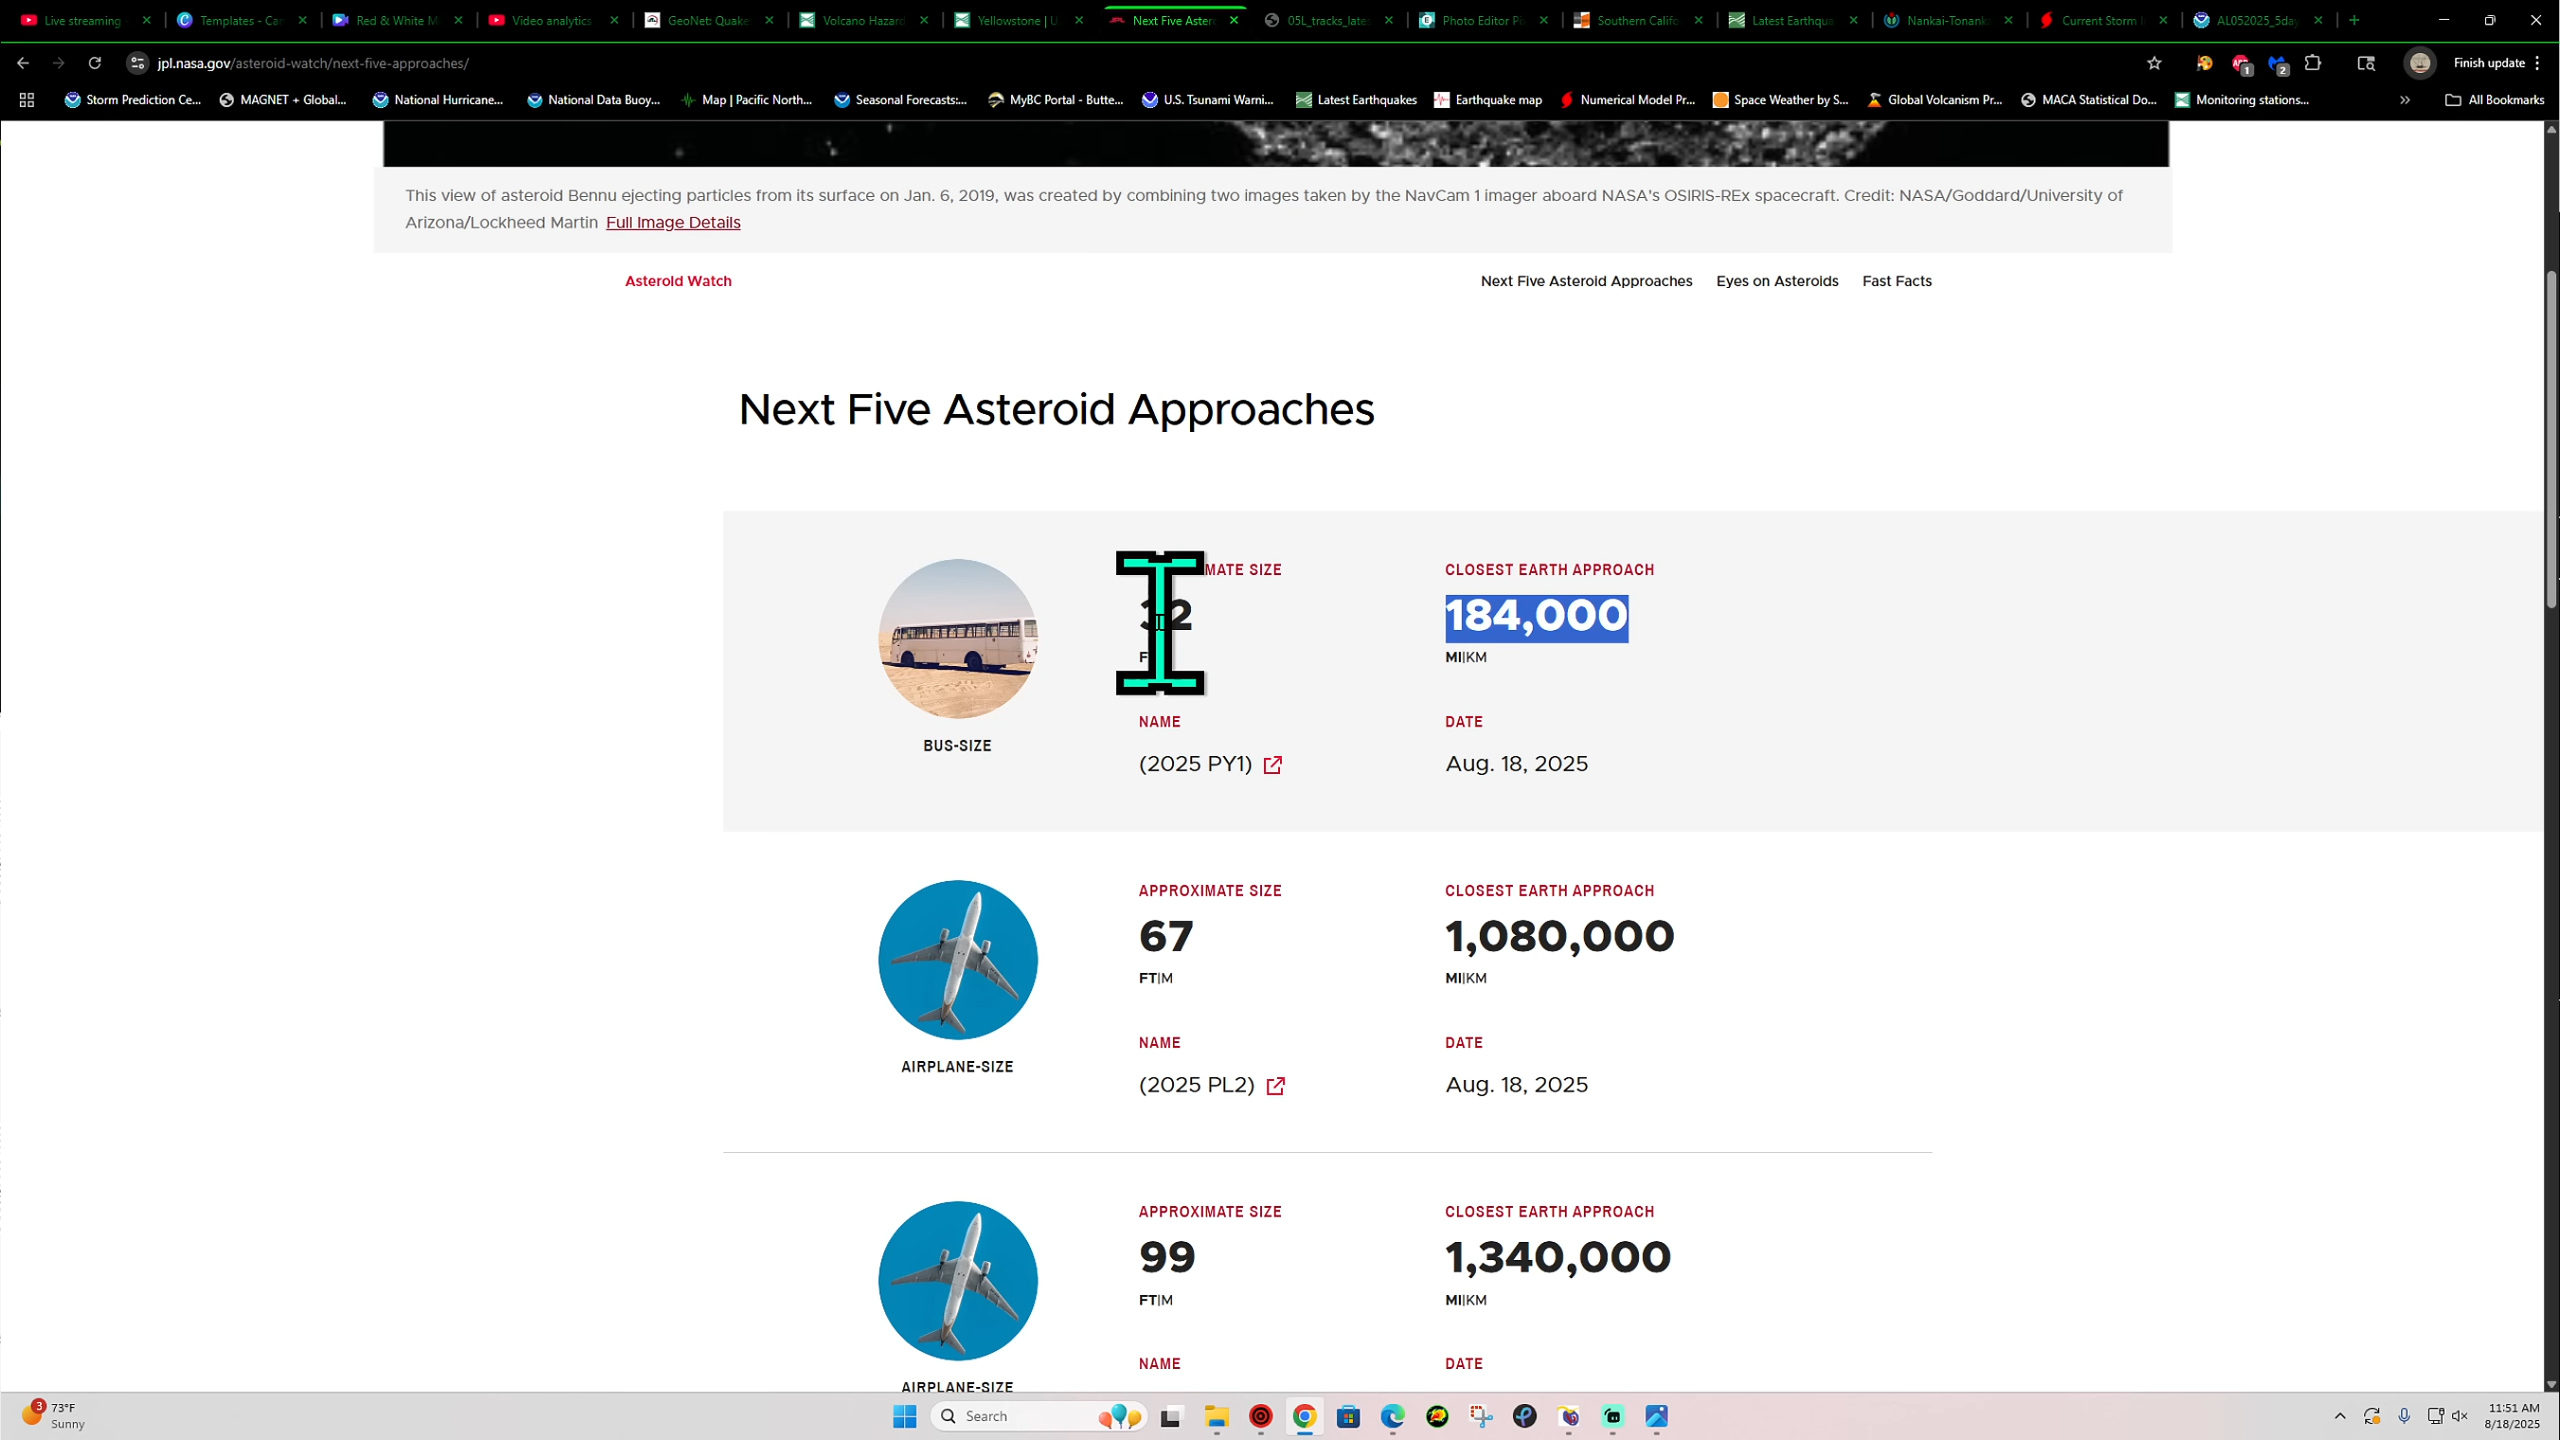 Live streaming
Templates - Ca
Red & White M
Video analytics
GeoNet: Quake
Volcano Hazard
Yellowstone | U
Next Five Aster
05L_tracks_late
Photo Editor Pi
Southern Califo
Latest Earthqua
Nankai-Tonank
Current Storm I
AL052025_5da
jpl.nasa.gov/asteroid-watch/next-five-approaches/
1
2
Finish update
Storm Prediction Ce...
MAGNET + Global...
National Hurricane...
National Data Buoy...
Map | Pacific North...
Seasonal Forecasts:...
MyBC Portal - Butte...
U.S. Tsunami Warni...
Latest Earthquakes
Earthquake map
Numerical Model Pr...
Space Weather by S...
Global Volcanism Pr...
MACA Statistical Do...
Monitoring stations...
»
All Bookmarks
This view of asteroid Bennu ejecting particles from its surface on Jan. 6, 2019, was created by combining two images taken by the NavCam 1 imager aboard NASA's OSIRIS-REx spacecraft. Credit: NASA/Goddard/University of
Arizona/Lockheed Martin Full Image Details
Asteroid Watch
Next Five Asteroid Approaches
Eyes on Asteroids
Fast Facts
Next Five Asteroid Approaches
MATE SIZE
CLOSEST EARTH APPROACH
32
184,000
F
MI|KM
NAME
DATE
BUS-SIZE
(2025 PY1)
Aug. 18, 2025
APPROXIMATE SIZE
CLOSEST EARTH APPROACH
67
1,080,000
FT|M
MI|KM
NAME
DATE
AIRPLANE-SIZE
(2025 PL2)
Aug. 18, 2025
APPROXIMATE SIZE
CLOSEST EARTH APPROACH
99
1,340,000
FT|M
MI|KM
NAME
DATE
AIRPLANE-SIZE
3
73°F
Sunny
Search
11:51 AM
8/18/2025